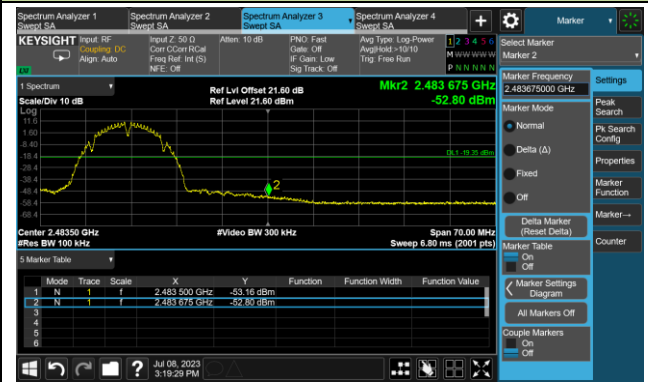 Spectrum Analyzer 1
Swept SA
Spectrum Analyzer 2
Swept SA
Spectrum Analyzer 3
Swept SA
Spectrum Analyzer 4
Swept SA
+
Marker
KEYSIGHT
Input: RF
Coupling: DC
Align: Auto
Input Z: 50 Ω
Corr CCorr RCal
Freq Ref: Int (S)
NFE: Off
Atten: 10 dB
PNO: Fast
Gate: Off
IF Gain: Low
Sig Track: Off
Avg Type: Log-Power
Avg|Hold:>10/10
Trig: Free Run
1 2 3 4 5 6
M W W W W W
P N N N N N
Select Marker
Marker 2
1 Spectrum
Scale/Div 10 dB
Log
Ref Lvl Offset 21.60 dB
Ref Level 21.60 dBm
Mkr2 2.483 675 GHz
-52.80 dBm
11.6
1.60
-8.40
-18.4
-28.4
-38.4
-48.4
-58.4
-68.4
DL1 -19.35 dBm
2
Center 2.48350 GHz
#Res BW 100 kHz
#Video BW 300 kHz
Span 70.00 MHz
Sweep 6.80 ms (2001 pts)
5 Marker Table
Mode Trace Scale X Y Function Function Width Function Value
1 N 1 f 2.483 500 GHz -53.16 dBm
2 N 1 f 2.483 675 GHz -52.80 dBm
3
4
5
6
Marker Frequency
2.483675000 GHz
Marker Mode
Normal
Delta (Δ)
Fixed
Off
Delta Marker
(Reset Delta)
Marker Table
On
Off
Marker Settings
Diagram
All Markers Off
Couple Markers
On
Off
Settings
Peak
Search
Pk Search
Config
Properties
Marker
Function
Marker→
Counter
?
Jul 08, 2023
3:19:29 PM